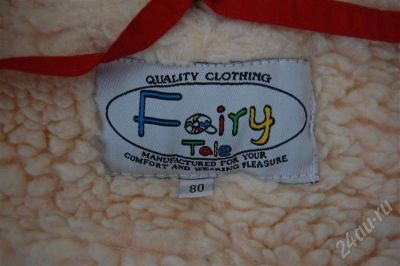 QUALITY CLOTHING
Fairy
Tale
MANUFACTURED FOR YOUR
COMFORT AND WEARING PLEASURE
80
24au.ru